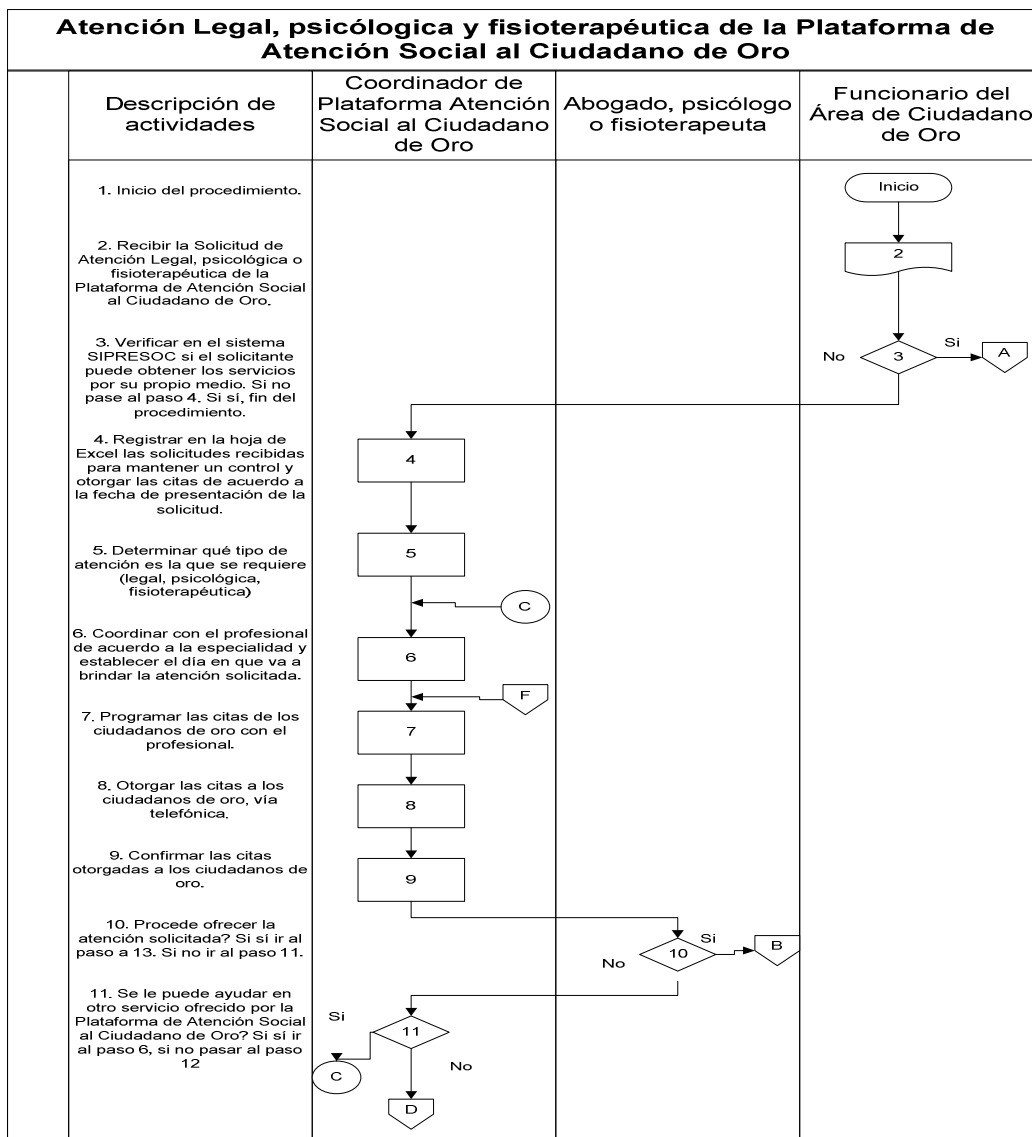 Atención Legal, psícologica y fisioterapéutica de la Plataforma de
Atención Social al Ciudadano de Oro
Descripción de
actividades
Coordinador de
Plataforma Atención
Social al Ciudadano
de Oro
Abogado, psicólogo
o fisioterapeuta
Funcionario del
Área de Ciudadano
de Oro
1. Inicio del procedimiento.
Inicio
2. Recibir la Solicitud de
Atención Legal, psicológica o
fisioterapéutica de la
Plataforma de Atención Social
al Ciudadano de Oro.
2
3. Verificar en el sistema
SIPRESOC si el solicitante
puede obtener los servicios
por su propio medio. Si no
pase al paso 4. Si sí, fin del
procedimiento.
No
3
Si
A
4. Registrar en la hoja de
Excel las solicitudes recibidas
para mantener un control y
otorgar las citas de acuerdo a
la fecha de presentación de la
solicitud.
4
5. Determinar qué tipo de
atención es la que se requiere
(legal, psicológica,
fisioterapéutica)
5
C
6. Coordinar con el profesional
de acuerdo a la especialidad y
establecer el día en que va a
brindar la atención solicitada.
6
F
7. Programar las citas de los
ciudadanos de oro con el
profesional.
7
8. Otorgar las citas a los
ciudadanos de oro, vía
telefónica.
8
9. Confirmar las citas
otorgadas a los ciudadanos de
oro.
9
10. Procede ofrecer la
atención solicitada? Si sí ir al
paso a 13. Si no ir al paso 11.
No
10
Si
B
11. Se le puede ayudar en
otro servicio ofrecido por la
Plataforma de Atención Social
al Ciudadano de Oro? Si sí ir
al paso 6, si no pasar al paso
12
Si
11
No
C
D